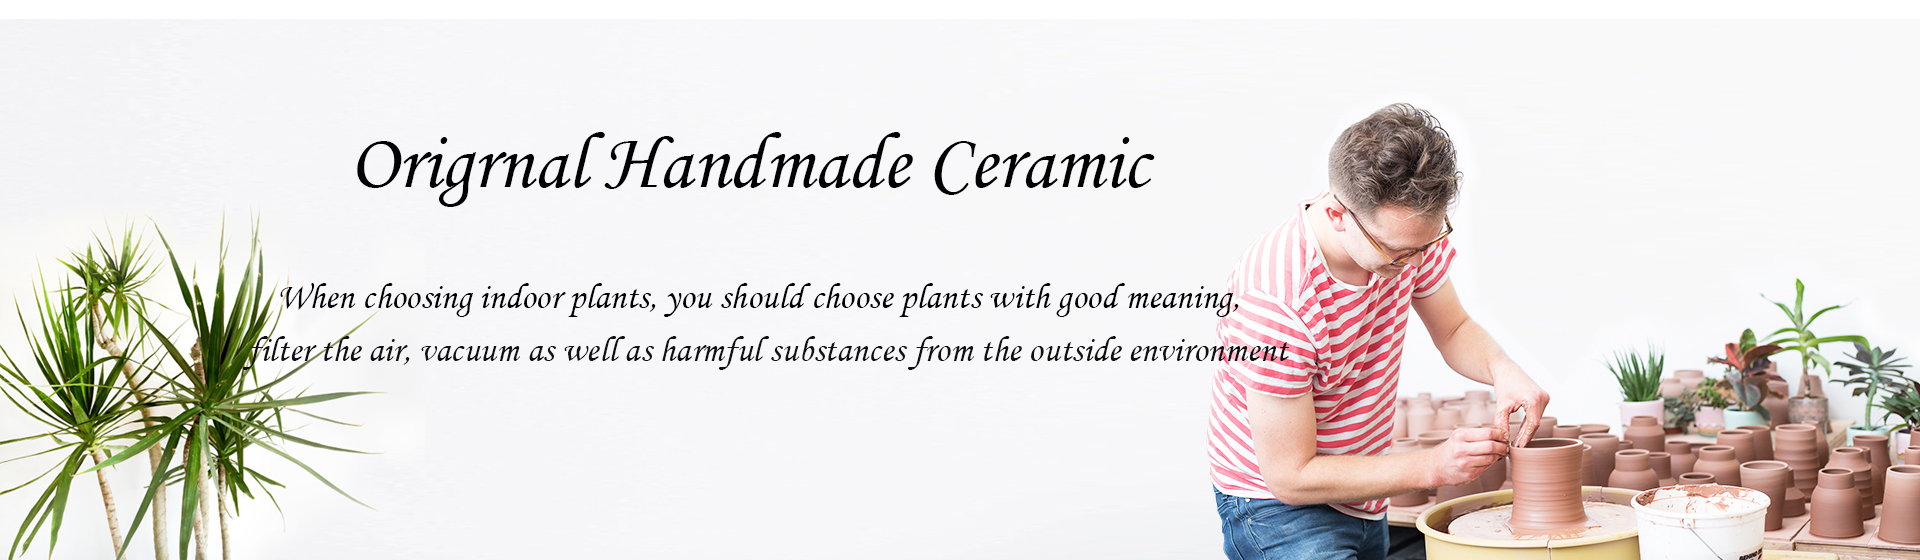 Origrnal Handmade Ceramic
When choosing indoor plants, you should choose plants with good meaning,
filter the air, vacuum as well as harmful substances from the outside environment